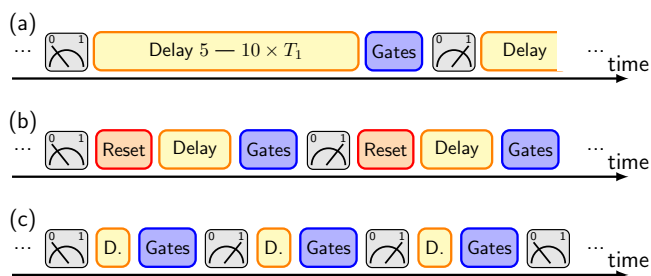 (a)
... 0 1 Delay 5 — 10 × T₁ Gates 0 1 Delay ...
time
(b)
... 0 1 Reset Delay Gates 0 1 Reset Delay Gates ...
time
(c)
... 0 1 D. Gates 0 1 D. Gates 0 1 D. Gates 0 1 ...
time